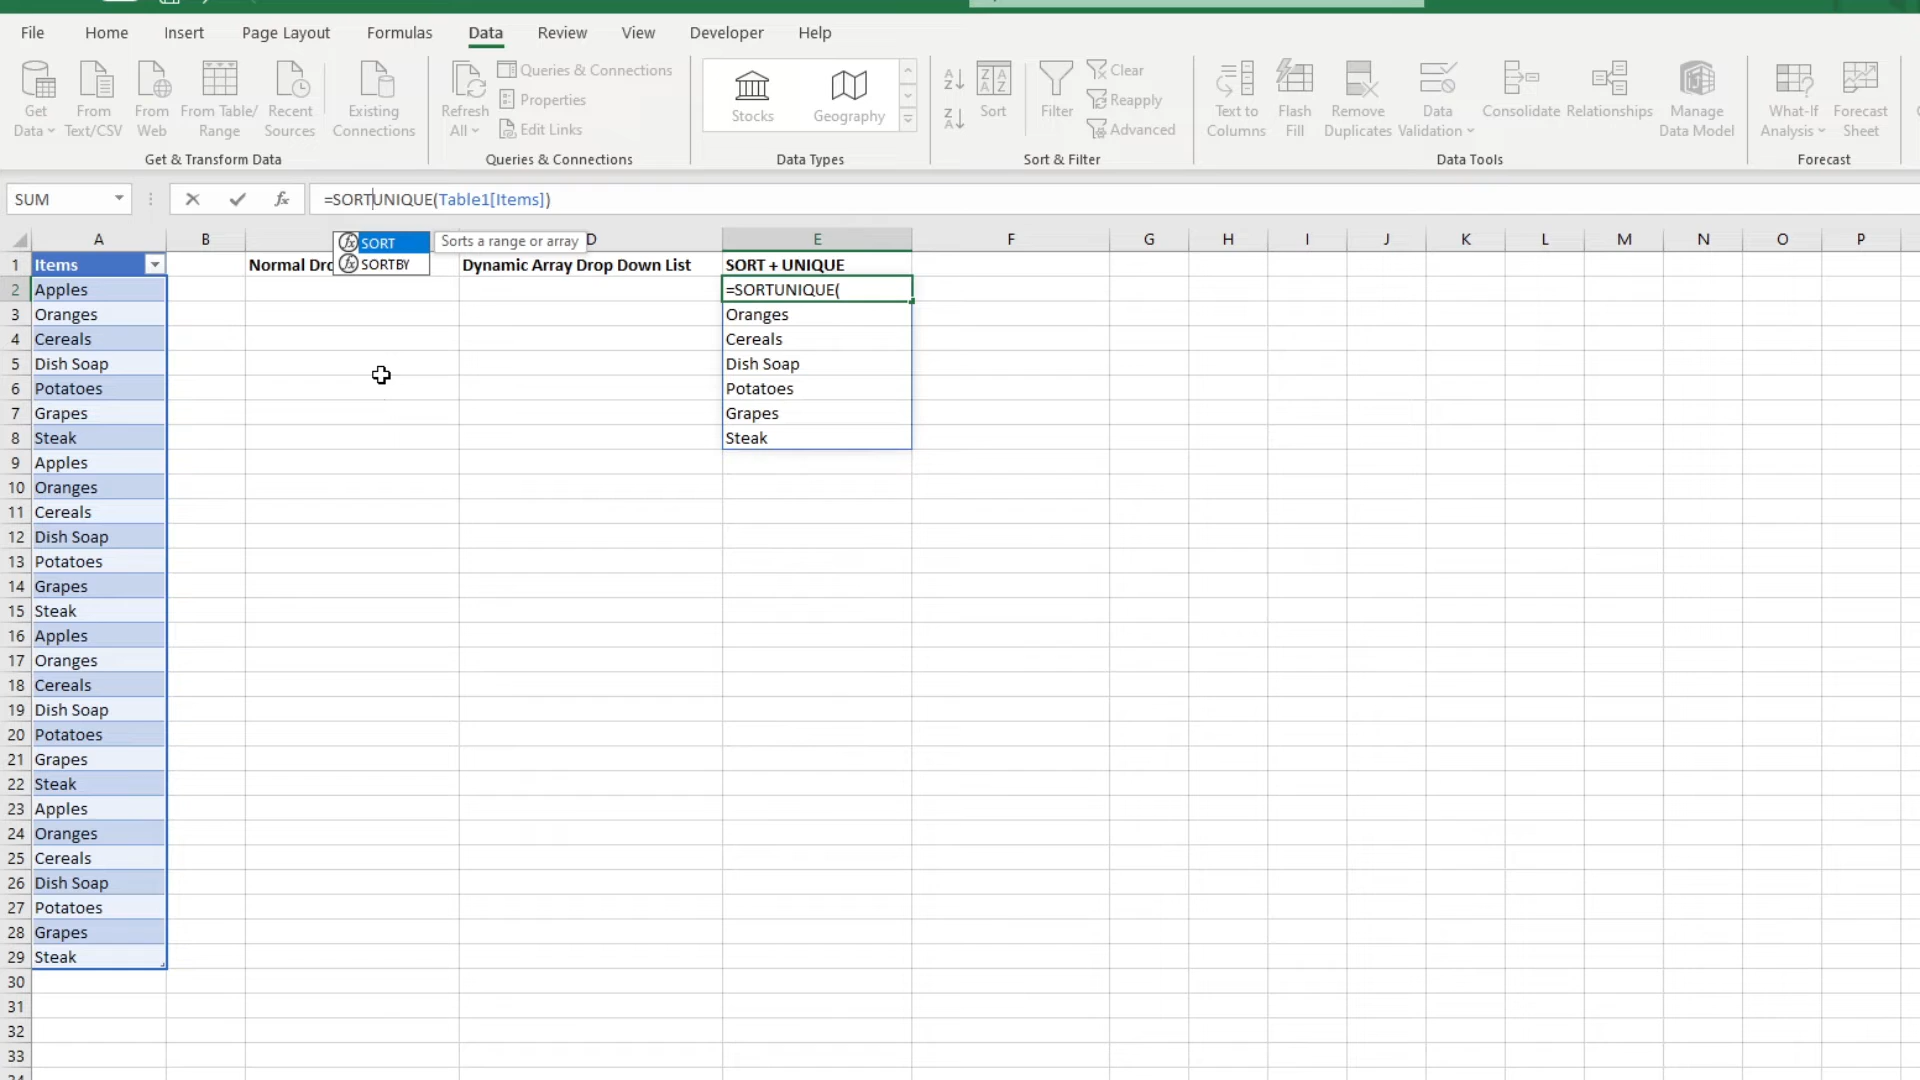 File Home Insert Page Layout Formulas Data Review View Developer Help
Get Data
From Text/CSV
From Web
From Table/ Range
Recent Sources
Existing Connections
Get & Transform Data
Refresh All
Queries & Connections
Properties
Edit Links
Queries & Connections
Stocks
Geography
Data Types
Sort
Filter
Clear
Reapply
Advanced
Sort & Filter
Text to Columns
Flash Fill
Remove Duplicates
Data Validation
Consolidate
Relationships
Manage Data Model
Data Tools
What-If Analysis
Forecast Sheet
Forecast
SUM fx =SORTUNIQUE(Table1[Items])
A B D E F G H I J K L M N O P
SORT Sorts a range or array
SORTBY
1 Items Normal Dro Dynamic Array Drop Down List SORT + UNIQUE
2 Apples =SORTUNIQUE(
3 Oranges Oranges
4 Cereals Cereals
5 Dish Soap Dish Soap
6 Potatoes Potatoes
7 Grapes Grapes
8 Steak Steak
9 Apples
10 Oranges
11 Cereals
12 Dish Soap
13 Potatoes
14 Grapes
15 Steak
16 Apples
17 Oranges
18 Cereals
19 Dish Soap
20 Potatoes
21 Grapes
22 Steak
23 Apples
24 Oranges
25 Cereals
26 Dish Soap
27 Potatoes
28 Grapes
29 Steak
30
31
32
33